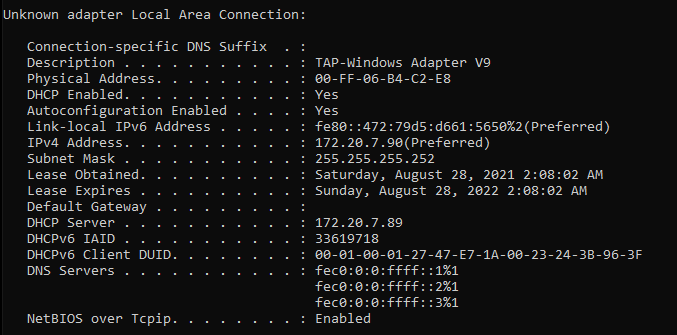 Unknown adapter Local Area Connection:
Connection-specific DNS Suffix  . :
Description . . . . . . . . . . . : TAP-Windows Adapter V9
Physical Address. . . . . . . . . : 00-FF-06-B4-C2-E8
DHCP Enabled. . . . . . . . . . . : Yes
Autoconfiguration Enabled . . . . : Yes
Link-local IPv6 Address . . . . . : fe80::472:79d5:d661:5650%2(Preferred)
IPv4 Address. . . . . . . . . . . : 172.20.7.90(Preferred)
Subnet Mask . . . . . . . . . . . : 255.255.255.252
Lease Obtained. . . . . . . . . . : Saturday, August 28, 2021 2:08:02 AM
Lease Expires . . . . . . . . . . : Sunday, August 28, 2022 2:08:02 AM
Default Gateway . . . . . . . . . :
DHCP Server . . . . . . . . . . . : 172.20.7.89
DHCPv6 IAID . . . . . . . . . . . : 33619718
DHCPv6 Client DUID. . . . . . . . : 00-01-00-01-27-47-E7-1A-00-23-24-3B-96-3F
DNS Servers . . . . . . . . . . . : fec0:0:0:ffff::1%1
fec0:0:0:ffff::2%1
fec0:0:0:ffff::3%1
NetBIOS over Tcpip. . . . . . . . : Enabled